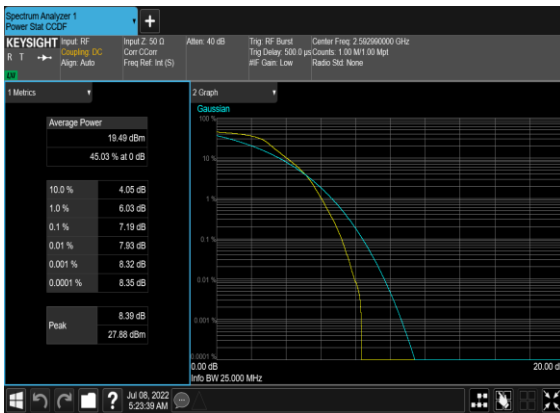 Spectrum Analyzer 1
Power Stat CCDF
+
KEYSIGHT
R T
LV
Input: RF
Coupling: DC
Align: Auto
Input Z: 50 Ω
Corr CCorr
Freq Ref: Int (S)
Atten: 40 dB
Trig: RF Burst
Trig Delay: 500.0 µs
#IF Gain: Low
Center Freq: 2.592990000 GHz
Counts: 1.00 M/1.00 Mpt
Radio Std: None
1 Metrics
Average Power
19.49 dBm
45.03 % at 0 dB
10.0 % 4.05 dB
1.0 % 6.03 dB
0.1 % 7.19 dB
0.01 % 7.93 dB
0.001 % 8.32 dB
0.0001 % 8.35 dB
Peak
8.39 dB
27.88 dBm
2 Graph
Gaussian
100 %
10 %
1 %
0.1 %
0.01 %
0.001 %
0.0001 %
0.00 dB
20.00 d
Info BW 25.000 MHz
?
Jul 08, 2022
5:23:39 AM